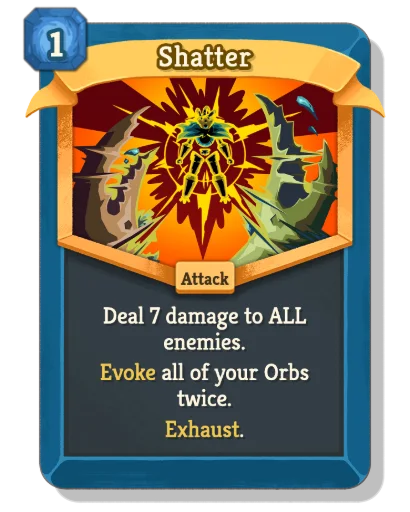 1
Shatter
Attack
Deal 7 damage to ALL
enemies.
Evoke all of your Orbs
twice.
Exhaust.